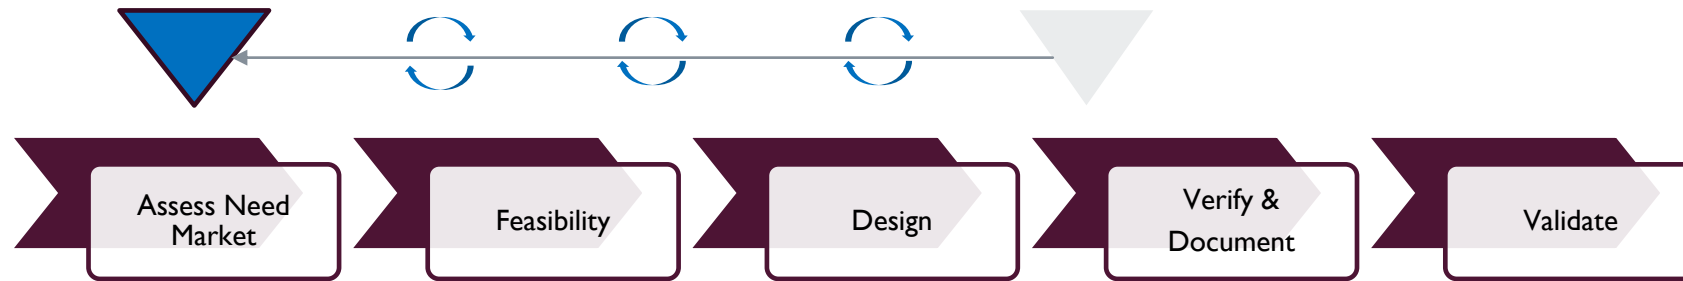 Assess Need
Market
Feasibility
Design
Verify &
Document
Validate